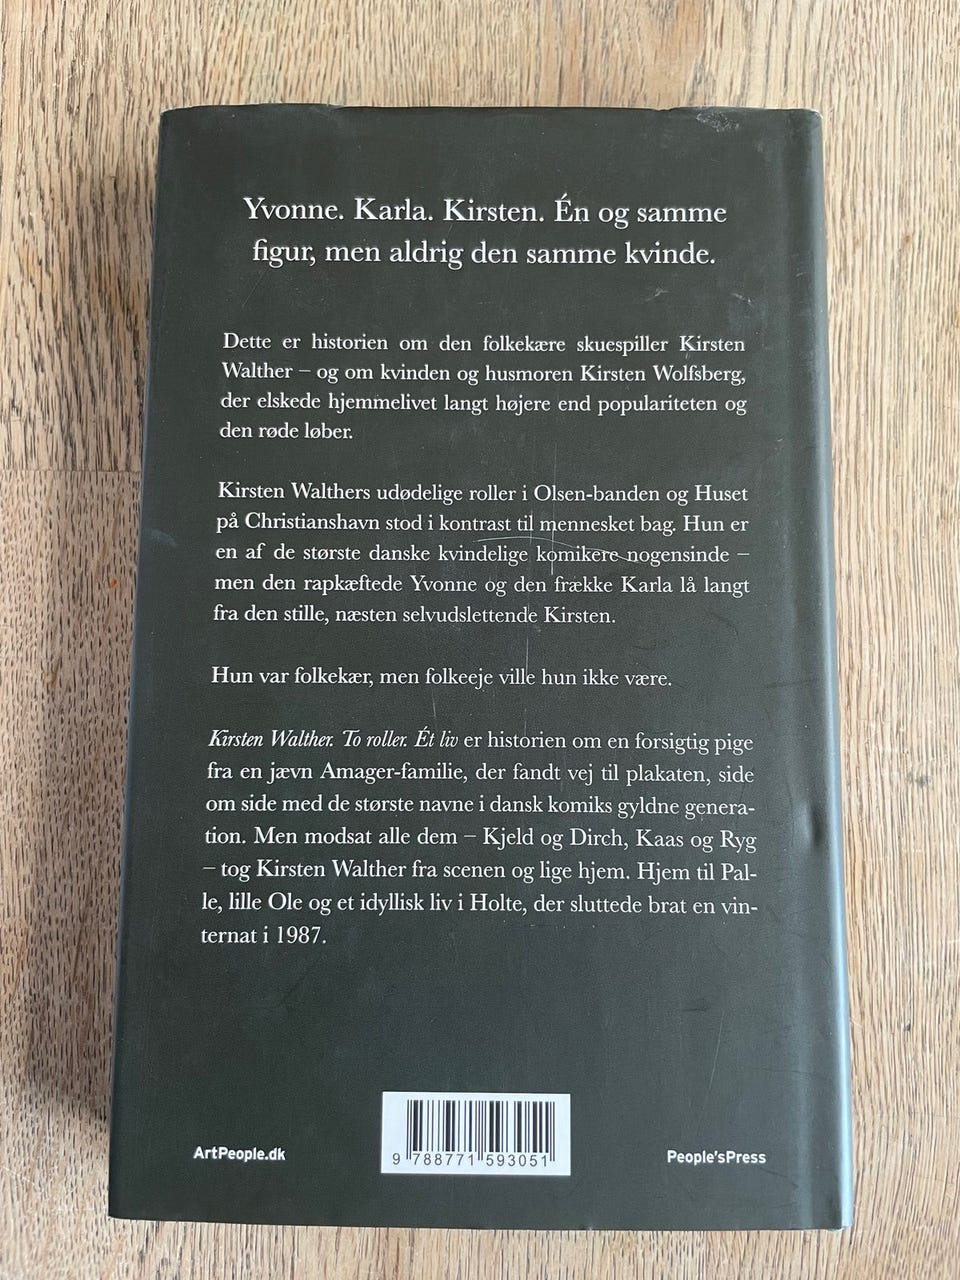 Yvonne. Karla. Kirsten. Én og samme
figur, men aldrig den samme kvinde.
Dette er historien om den folkekære skuespiller Kirsten
Walther – og om kvinden og husmoren Kirsten Wolfsberg,
der elskede hjemmelivet langt højere end populariteten og
den røde løber.
Kirsten Walthers udødelige roller i Olsen-banden og Huset
på Christianshavn stod i kontrast til mennesket bag. Hun er
en af de største danske kvindelige komikere nogensinde –
men den rapkæftede Yvonne og den frække Karla lå langt
fra den stille, næsten selvudslettende Kirsten.
Hun var folkekær, men folkeeje ville hun ikke være.
Kirsten Walther. To roller. Ét liv er historien om en forsigtig pige
fra en jævn Amager-familie, der fandt vej til plakaten, side
om side med de største navne i dansk komiks gyldne genera-
tion. Men modsat alle dem – Kjeld og Dirch, Kaas og Ryg
– tog Kirsten Walther fra scenen og lige hjem. Hjem til Pal-
le, lille Ole og et idyllisk liv i Holte, der sluttede brat en vin-
ternat i 1987.
ArtPeople.dk
9 788771 593051
People'sPress